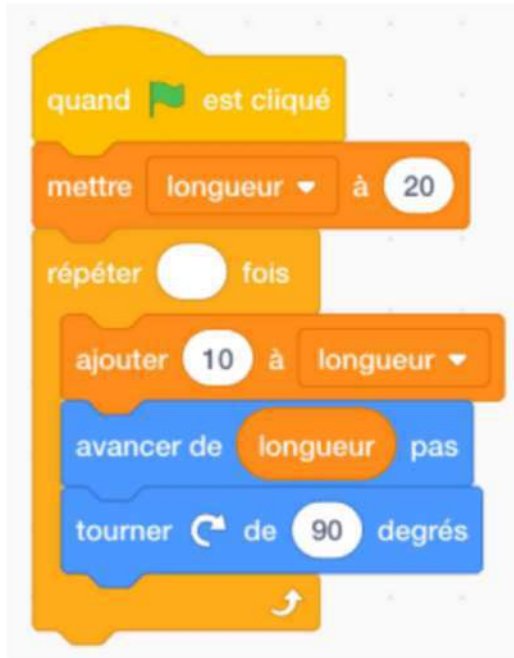 quand est cliqué
mettre longueur à 20
répéter fois
ajouter 10 à longueur
avancer de longueur pas
tourner de 90 degrés